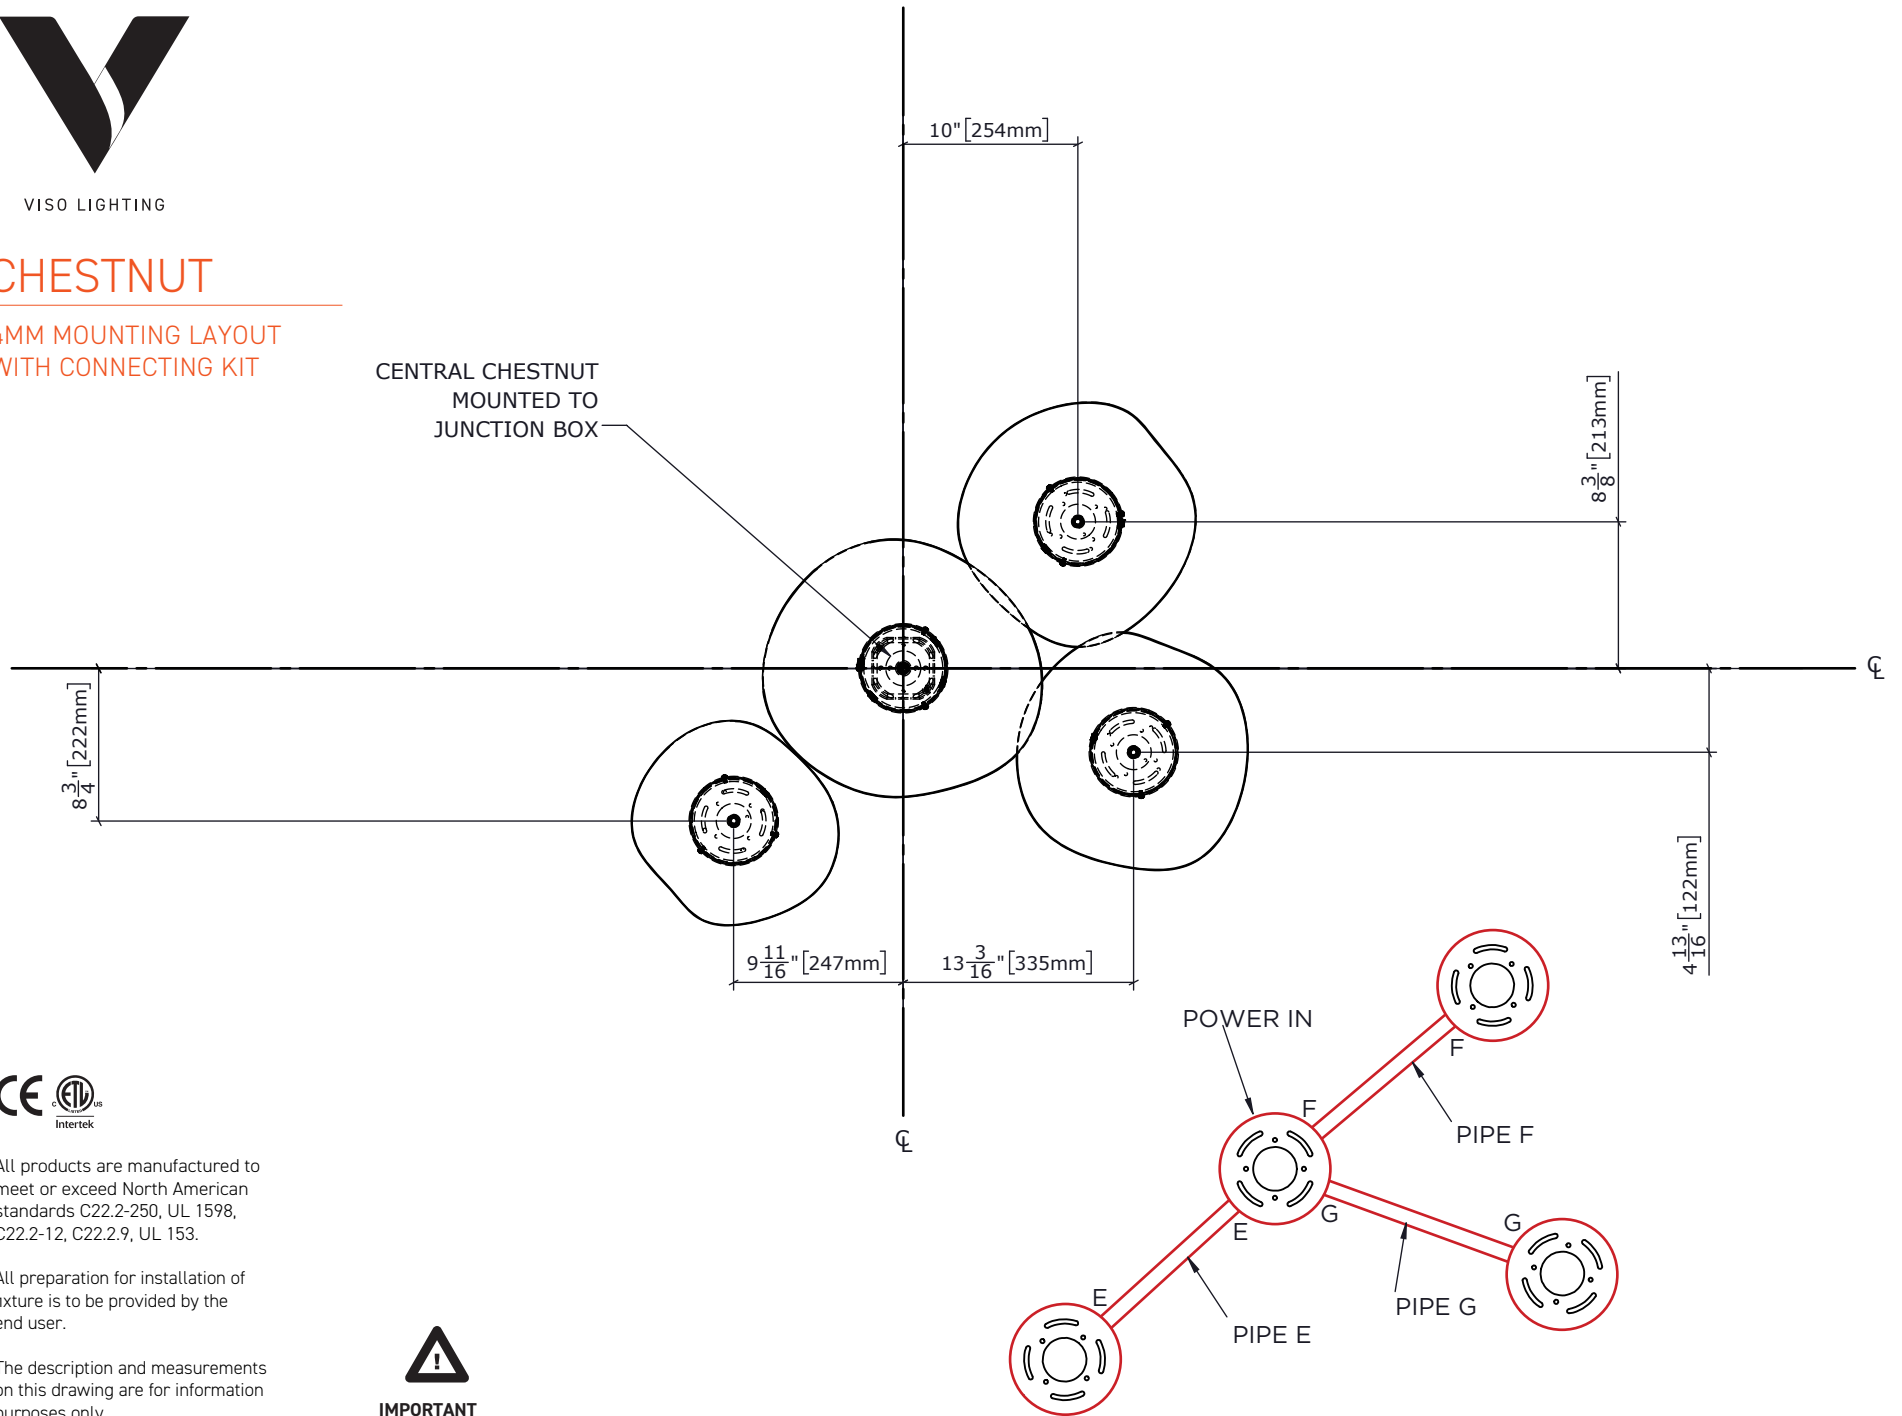 VISO LIGHTING
CHESTNUT
4MM MOUNTING LAYOUT
WITH CONNECTING KIT
CENTRAL CHESTNUT
MOUNTED TO
JUNCTION BOX
10" [254mm]
8 3/8" [213mm]
8 3/4" [222mm]
4 13/16" [122mm]
9 11/16" [247mm]
13 3/16" [335mm]
℄
℄
POWER IN
F
F
PIPE F
G
G
PIPE G
E
E
PIPE E
CE
ETL
C US
Intertek
All products are manufactured to
meet or exceed North American
standards C22.2-250, UL 1598,
C22.2-12, C22.2.9, UL 153.
All preparation for installation of
fixture is to be provided by the
end user.
The description and measurements
on this drawing are for information
purposes only.
!
IMPORTANT